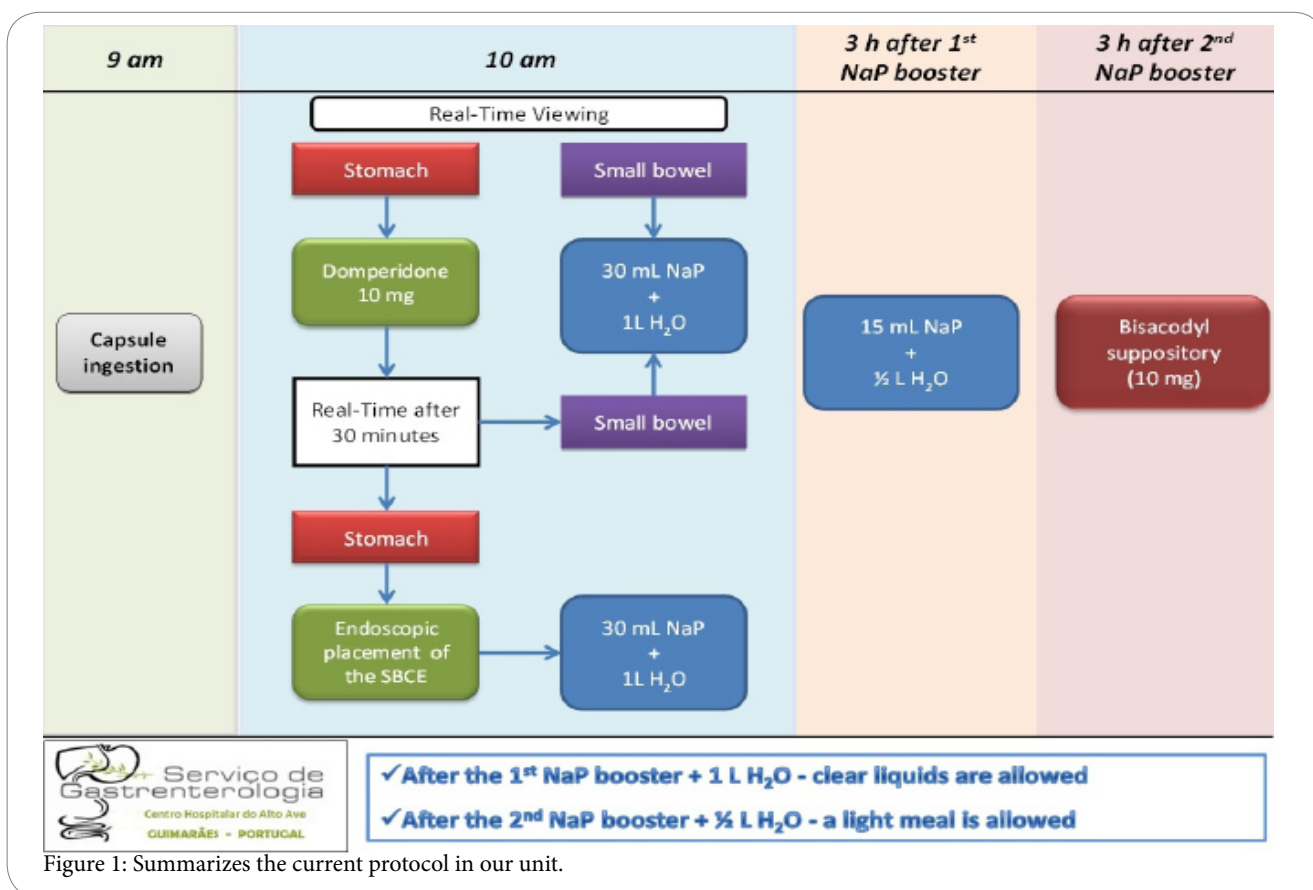 9 am
10 am
3 h after 1st
NaP booster
3 h after 2nd
NaP booster
Real-Time Viewing
Stomach
Small bowel
Domperidone
10 mg
30 mL NaP
+
1L H₂O
Capsule
ingestion
15 mL NaP
+
½ L H₂O
Bisacodyl
suppository
(10 mg)
Real-Time after
30 minutes
Small bowel
Stomach
Endoscopic
placement of
the SBCE
30 mL NaP
+
1L H₂O
Serviço de
Gastrenterologia
Centro Hospitalar do Alto Ave
GUIMARÃES - PORTUGAL
✓After the 1st NaP booster + 1 L H₂O - clear liquids are allowed
✓After the 2nd NaP booster + ½ L H₂O - a light meal is allowed
Figure 1: Summarizes the current protocol in our unit.